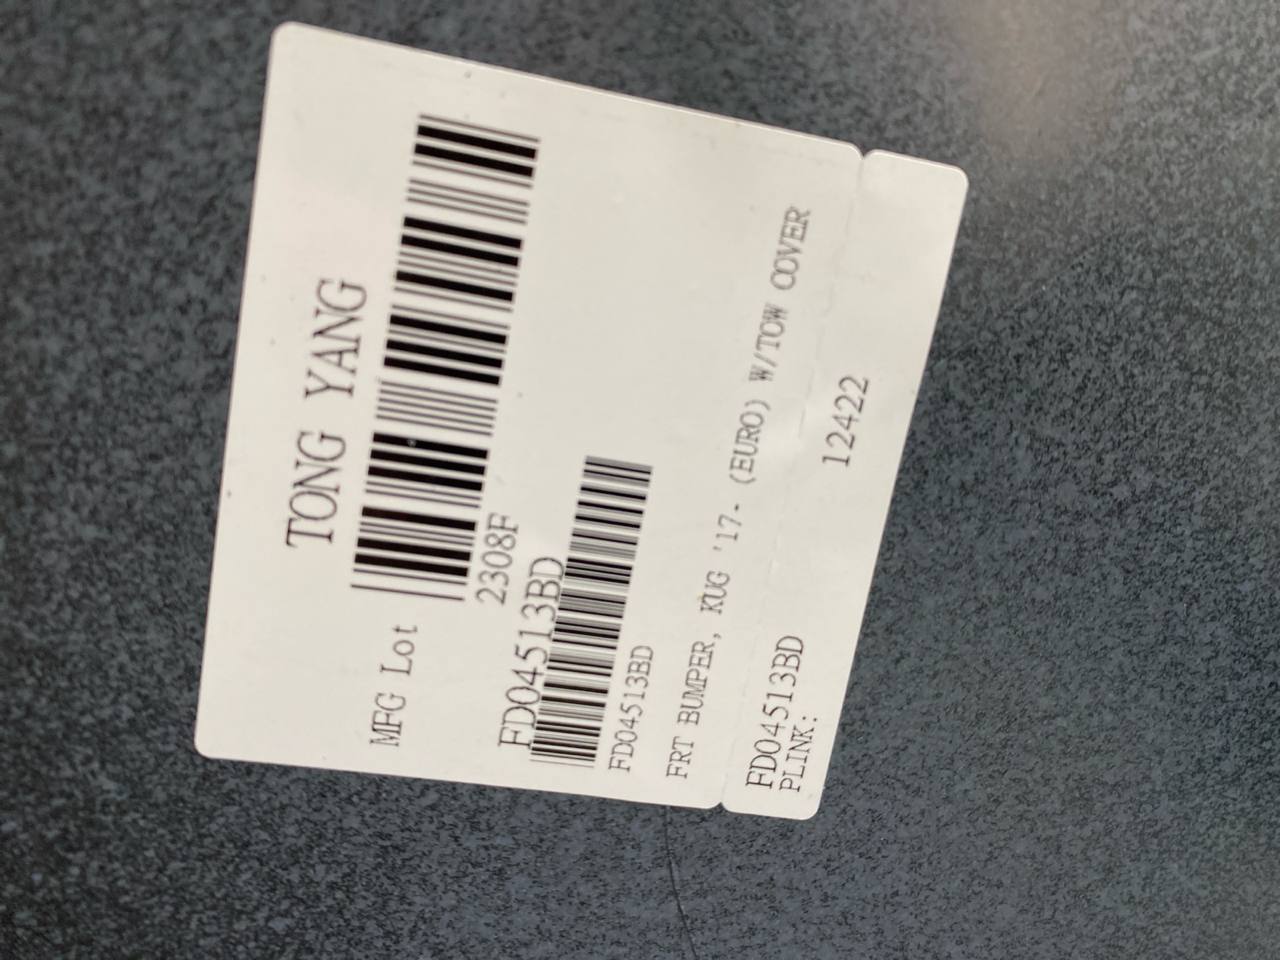 TONG YANG
MFG Lot
2308F
FD04513BD
FD04513BD
FRT BUMPER, KUG '17- (EURO) W/TOW COVER
FD04513BD
PLINK:
12422